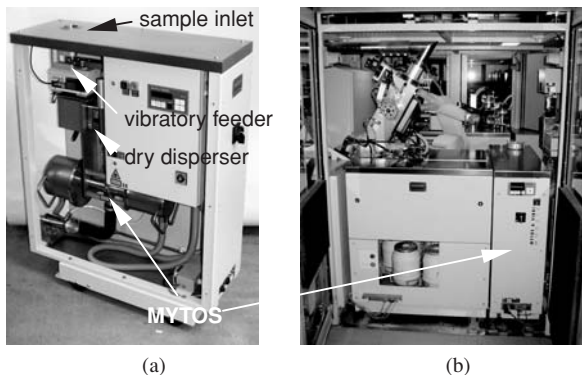 sample inlet
vibratory feeder
dry disperser
MYTOS
(a)
(b)